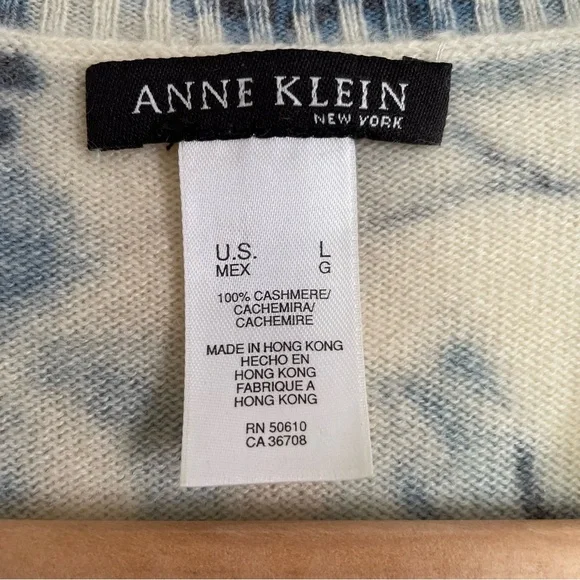 ANNE KLEIN
NEW YORK
U.S. L
MEX G
100% CASHMERE/
CACHEMIRA/
CACHEMIRE
MADE IN HONG KONG
HECHO EN
HONG KONG
FABRIQUE A
HONG KONG
RN 50610
CA 36708